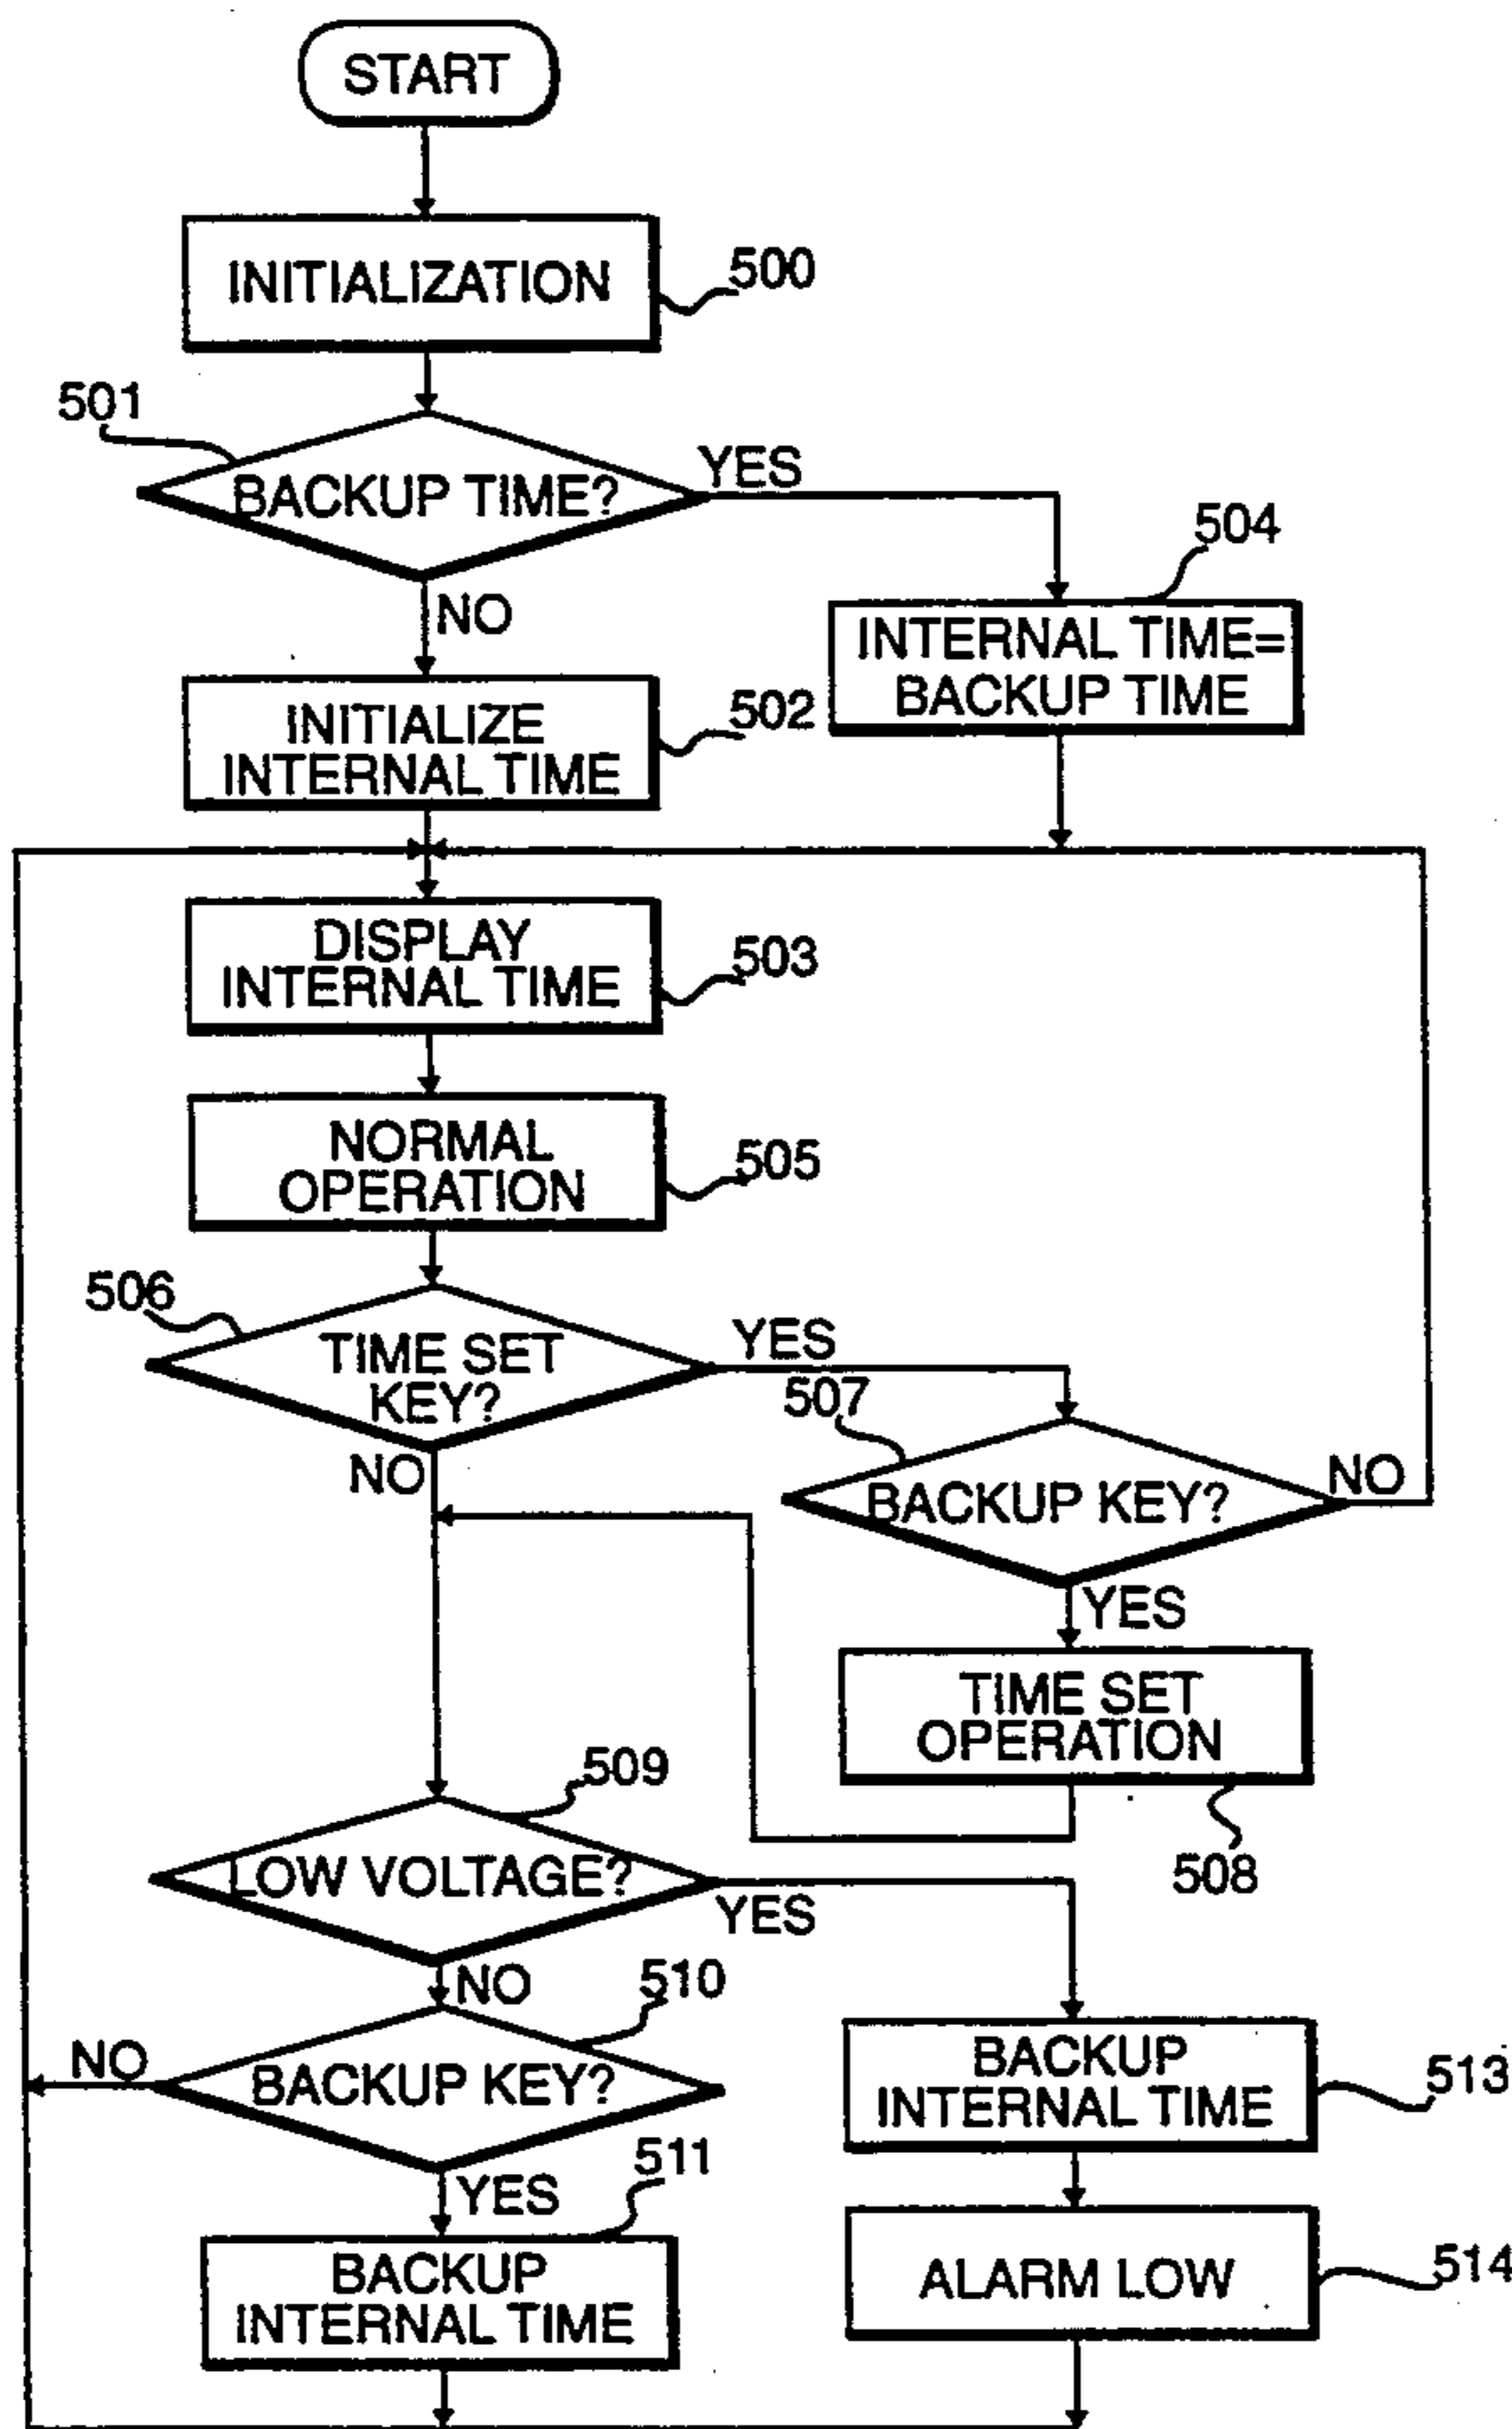 START
INITIALIZATION
500
501
BACKUP TIME?
YES
504
NO
INTERNAL TIME=
BACKUP TIME
INITIALIZE
INTERNAL TIME
502
DISPLAY
INTERNAL TIME
503
NORMAL
OPERATION
505
506
TIME SET
KEY?
YES
507
NO
BACKUP KEY?
NO
YES
TIME SET
OPERATION
508
509
LOW VOLTAGE?
YES
NO
510
NO
BACKUP KEY?
BACKUP
INTERNAL TIME
513
YES
511
BACKUP
INTERNAL TIME
ALARM LOW
514